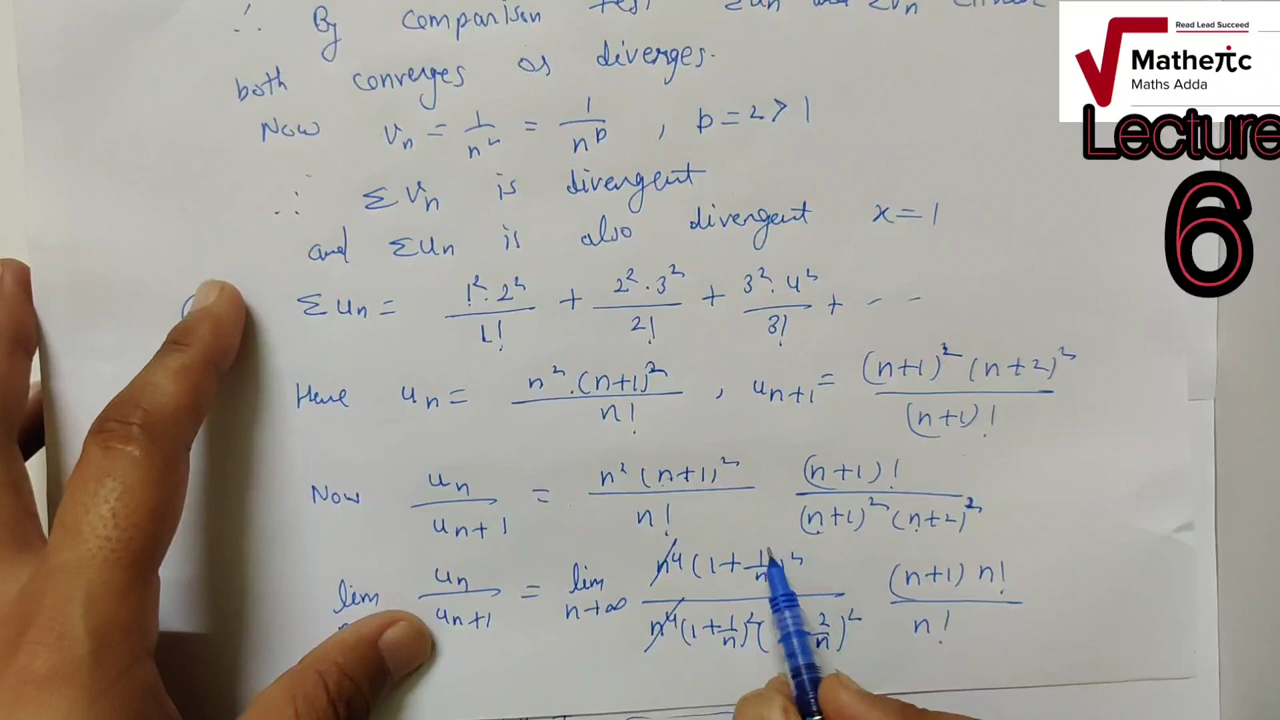 ∴ By comparison test Σun and Σvn either
both converges or diverges.
Now vn = 1/n² = 1/n^p , p = 2 > 1
∴ Σvn is divergent
and Σun is also divergent x = 1
Σun = 1²·2²/1! + 2²·3²/2! + 3²·4²/3! + - -
Here un = n²·(n+1)²/n! , un+1 = (n+1)²(n+2)²/(n+1)!
Now un/un+1 = n²(n+1)²/n! (n+1)!/(n+1)²(n+2)²
lim un/un+1 = lim n→∞ n⁴(1+1/n)²/n⁴(1+1/n)²( 2/n)² (n+1) n!/n!
Read Lead Succeed
Matheπc
Maths Adda
Lecture
6